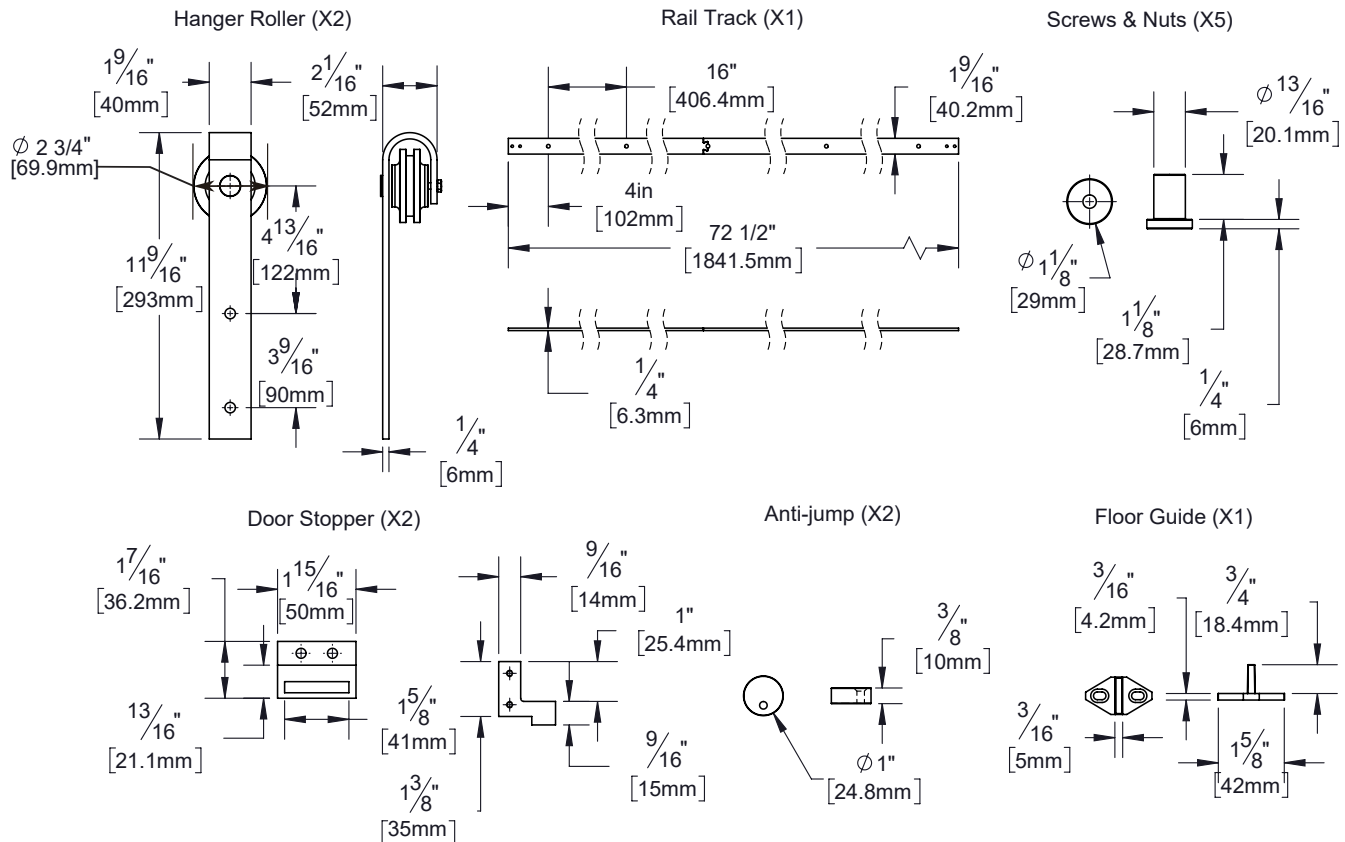 Hanger Roller (X2)
1 9/16"
[40mm]
2 1/16"
[52mm]
Ø 2 3/4"
[69.9mm]
4 13/16"
[122mm]
11 9/16"
[293mm]
3 9/16"
[90mm]
1/4"
[6mm]
Rail Track (X1)
16"
[406.4mm]
1 9/16"
[40.2mm]
4in
[102mm]
72 1/2"
[1841.5mm]
1/4"
[6.3mm]
Screws & Nuts (X5)
Ø 13/16"
[20.1mm]
Ø 1 1/8"
[29mm]
1 1/8"
[28.7mm]
1/4"
[6mm]
Door Stopper (X2)
1 7/16"
[36.2mm]
1 15/16"
[50mm]
13/16"
[21.1mm]
9/16"
[14mm]
1"
[25.4mm]
1 5/8"
[41mm]
9/16"
[15mm]
1 3/8"
[35mm]
Anti-jump (X2)
3/8"
[10mm]
Ø 1"
[24.8mm]
Floor Guide (X1)
3/16"
[4.2mm]
3/4"
[18.4mm]
3/16"
[5mm]
1 5/8"
[42mm]